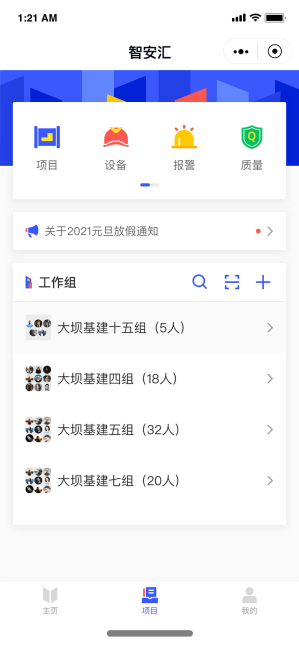 1:21 AM
智安汇
项目
设备
报警
质量
关于2021元旦放假通知
工作组
大坝基建十五组（5人）
大坝基建四组（18人）
大坝基建五组（32人）
大坝基建七组（20人）
主页
项目
我的